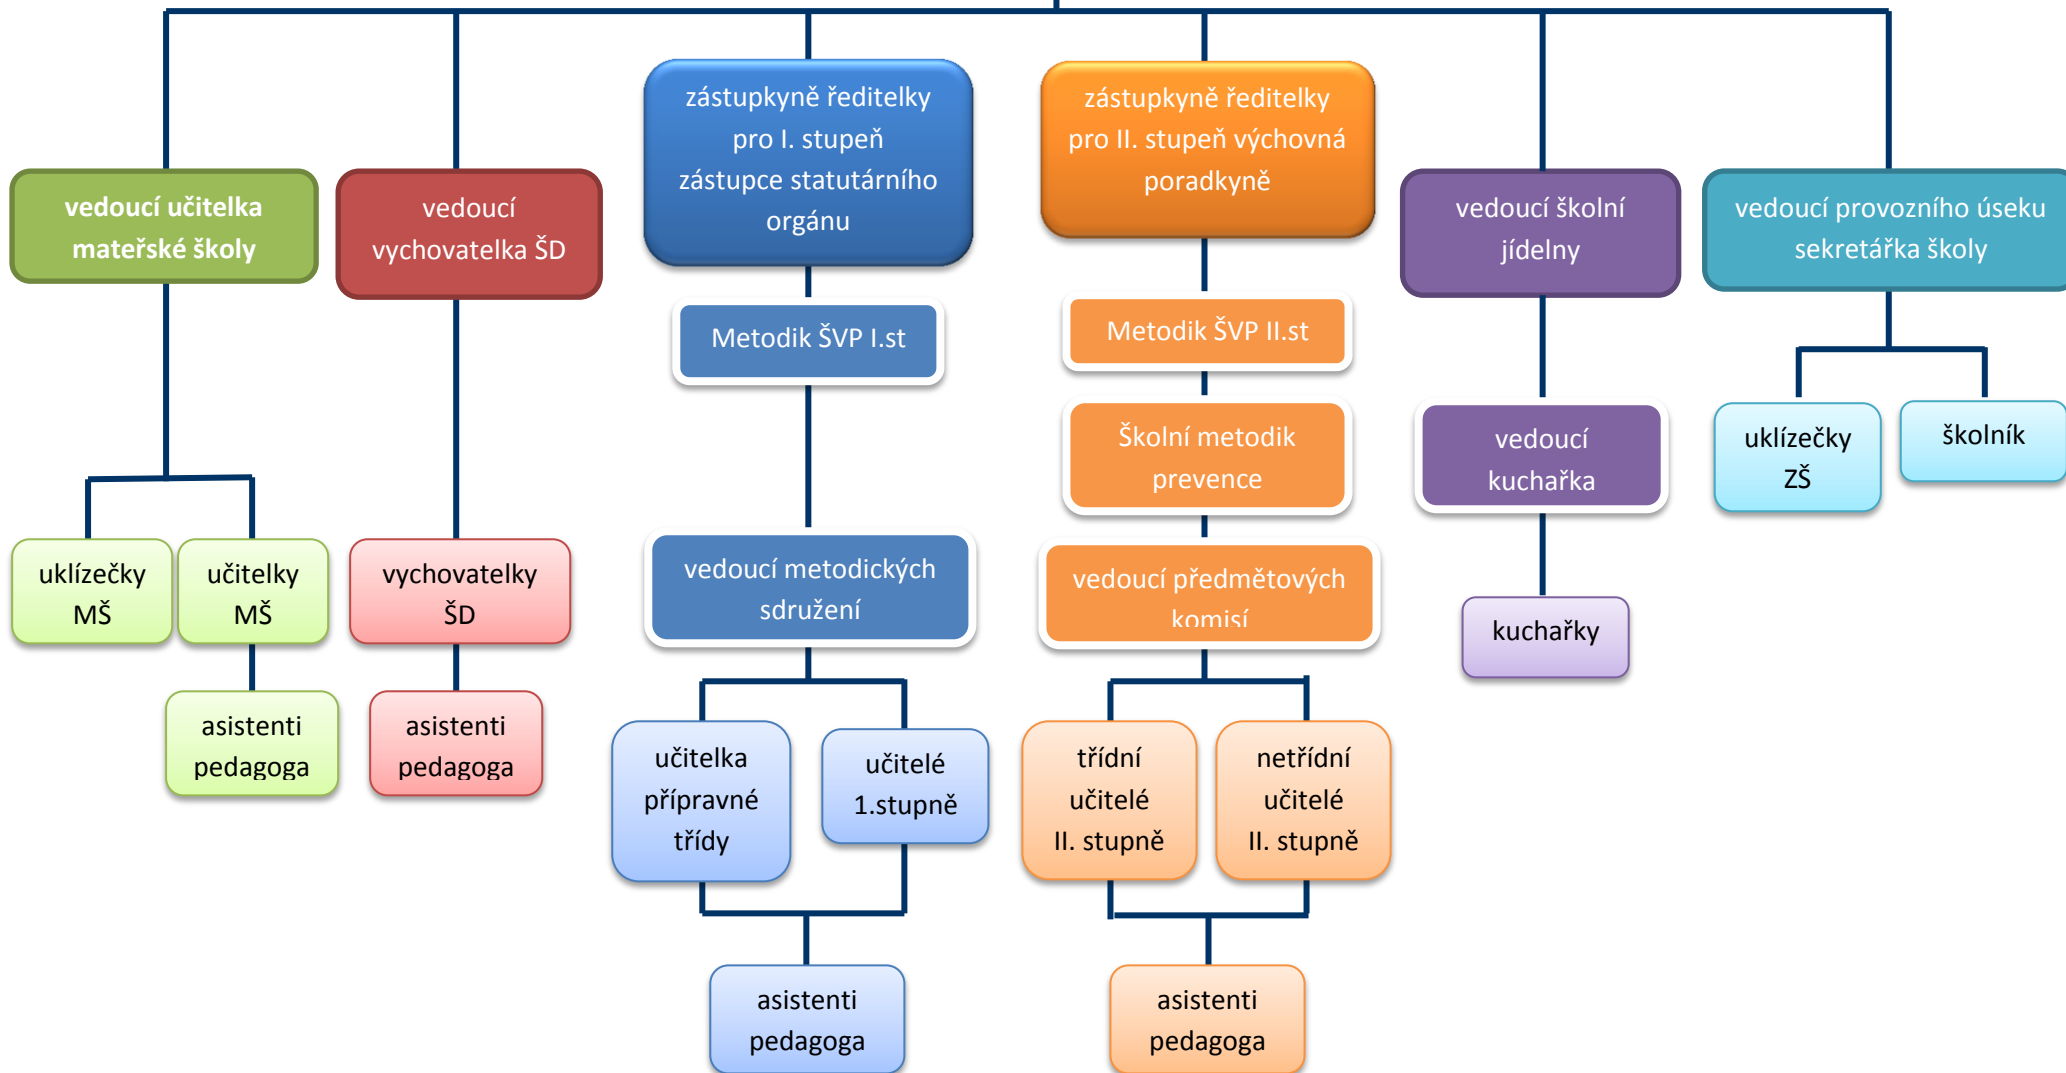 vedoucí učitelka
mateřské školy
uklízečky
MŠ
učitelky
MŠ
asistenti
pedagoga
vedoucí
vychovatelka ŠD
vychovatelky
ŠD
asistenti
pedagoga
zástupkyně ředitelky
pro I. stupeň
zástupce statutárního
orgánu
Metodik ŠVP I.st
vedoucí metodických
sdružení
učitelka
přípravné
třídy
učitelé
1.stupně
asistenti
pedagoga
zástupkyně ředitelky
pro II. stupeň výchovná
poradkyně
Metodik ŠVP II.st
Školní metodik
prevence
vedoucí předmětových
komisí
třídní
učitelé
II. stupně
netřídní
učitelé
II. stupně
asistenti
pedagoga
vedoucí školní
jídelny
vedoucí
kuchařka
kuchařky
vedoucí provozního úseku
sekretářka školy
uklízečky
ZŠ
školník